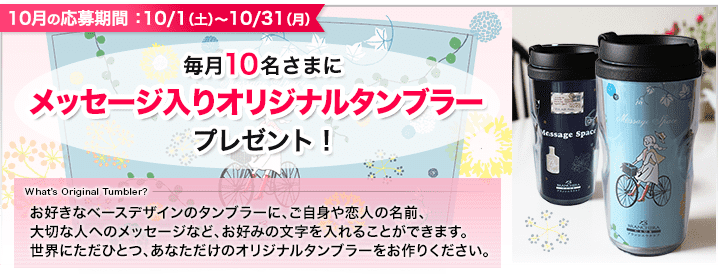 10月の応募期間：10/1（土）〜10/31（月）
毎月10名さまに
メッセージ入りオリジナルタンブラー
プレゼント！
What's Original Tumbler?
お好きなベースデザインのタンブラーに、ご自身や恋人の名前、
大切な人へのメッセージなど、お好みの文字を入れることができます。
世界にただひとつ、あなただけのオリジナルタンブラーをお作りください。
Message Space
Message Space